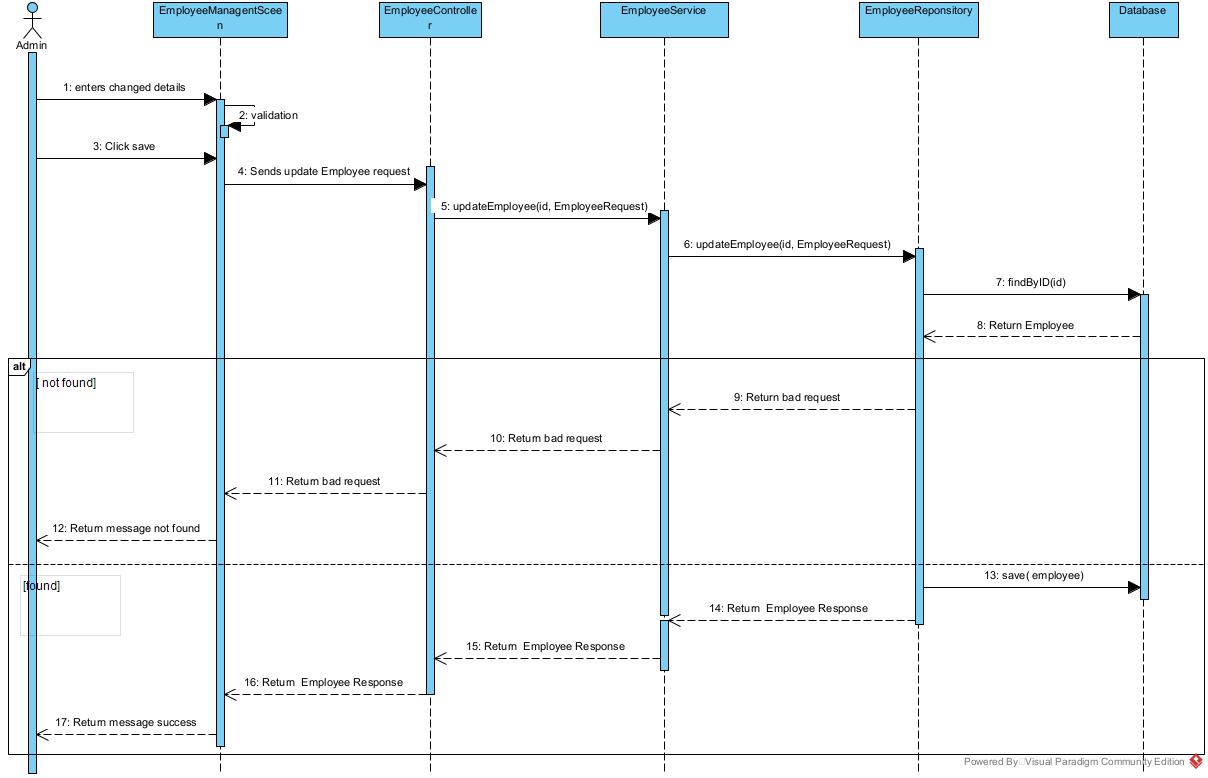 EmployeeManagentScee
n
EmployeeControlle
r
EmployeeService
EmployeeReponsitory
Database
Admin
1: enters changed details
2: validation
3: Click save
4: Sends update Employee request
5: updateEmployee(id, EmployeeRequest)
6: updateEmployee(id, EmployeeRequest)
7: findByID(id)
8: Return Employee
alt
[ not found]
9: Return bad request
10: Return bad request
11: Return bad request
12: Return message not found
[found]
13: save( employee)
14: Return  Employee Response
15: Return  Employee Response
16: Return  Employee Response
17: Return message success
Powered By Visual Paradigm Community Edition